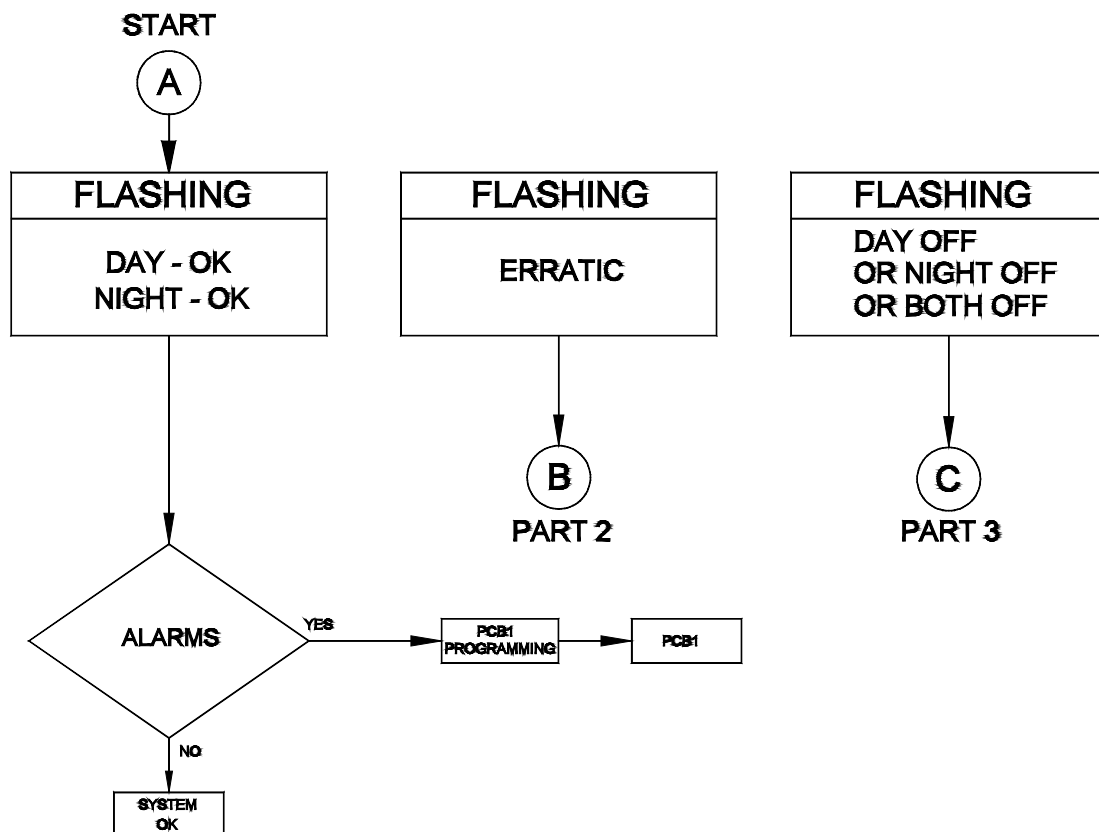 START
A
FLASHING
DAY - OK
NIGHT - OK
FLASHING
ERRATIC
FLASHING
DAY OFF
OR NIGHT OFF
OR BOTH OFF
B
PART 2
C
PART 3
ALARMS
YES
PCB1
PROGRAMMING
PCB1
NO
SYSTEM
OK